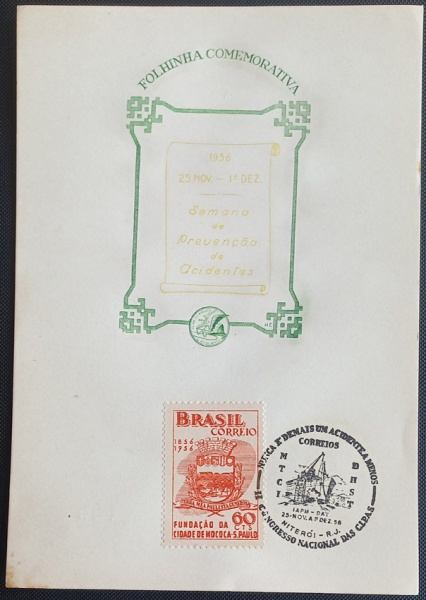 FOLHINHA COMEMORATIVA
1956
25 NOV. - 1º DEZ.
Semana
de
Prevenção
de
acidentes
BRASIL
CORREIO
1856
1956
60
CTS
FUNDAÇÃO DA
CIDADE DE MOCOCA-S.PAULO
NUNCA É DEMAIS UM ACIDENTE A MENOS
CORREIOS
M T C I
D N S T
IAPM - DAT
25-NOV. A 1º DEZ. 56
NITERÓI - R.J.
CONGRESSO NACIONAL DAS CIPAS